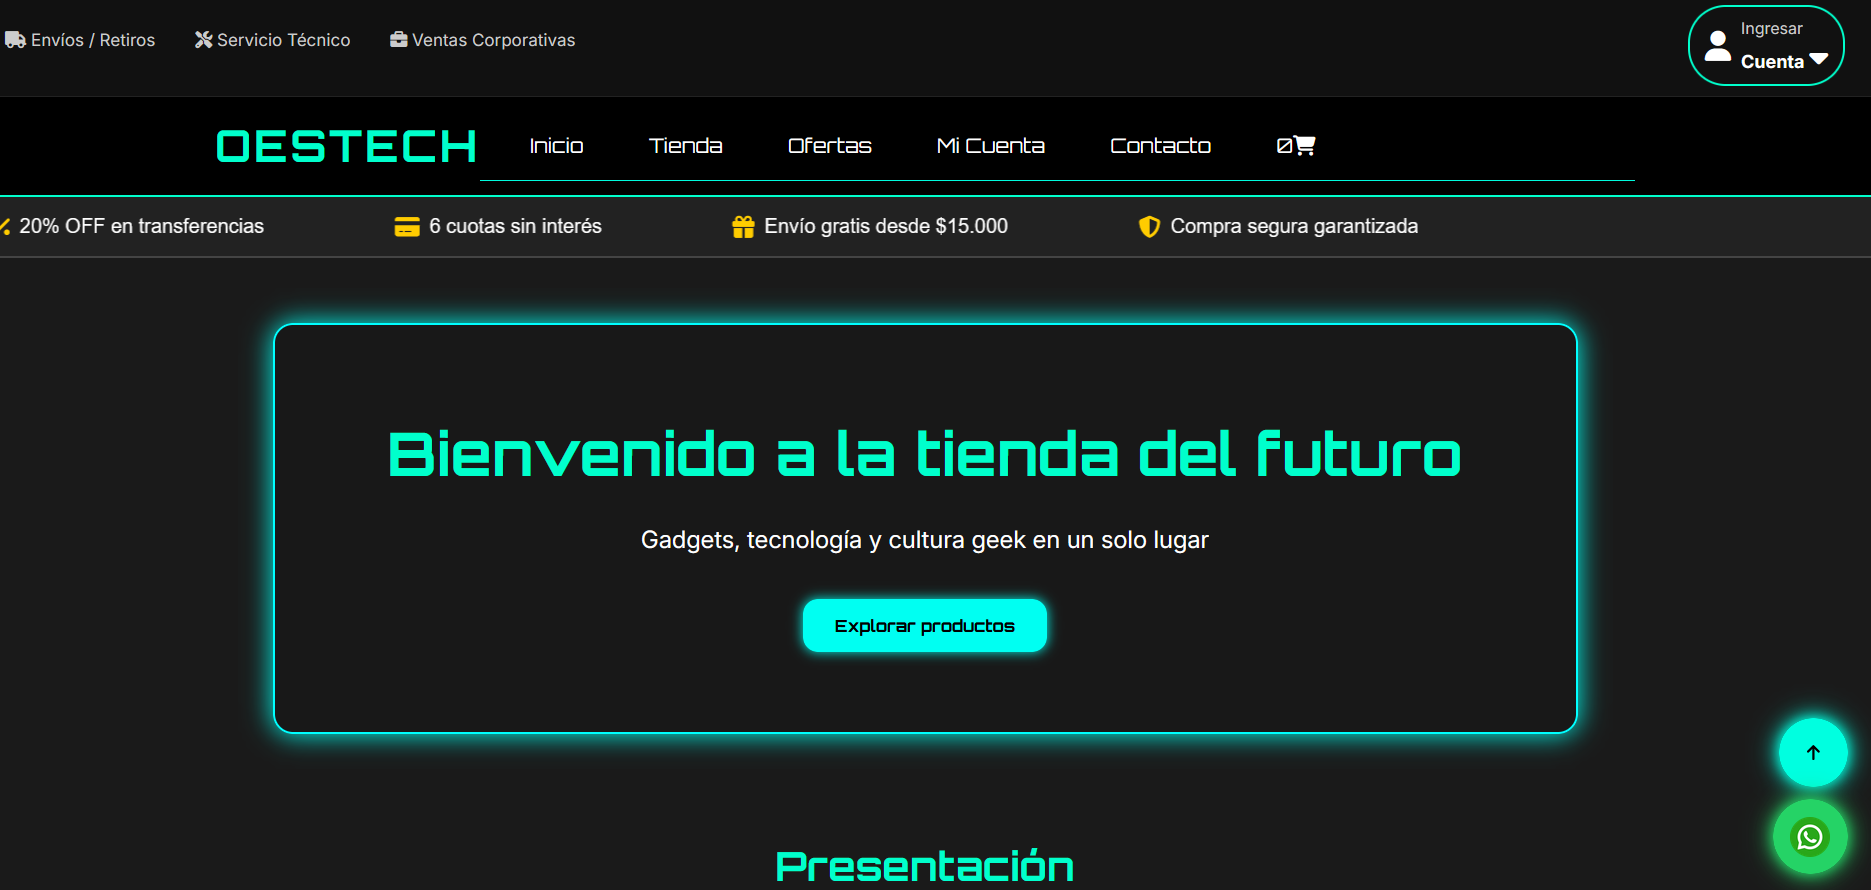 Envíos / Retiros Servicio Técnico Ventas Corporativas
Ingresar
Cuenta
OESTECH Inicio Tienda Ofertas Mi Cuenta Contacto 0
20% OFF en transferencias 6 cuotas sin interés Envío gratis desde $15.000 Compra segura garantizada
Bienvenido a la tienda del futuro
Gadgets, tecnología y cultura geek en un solo lugar
Explorar productos
Presentación